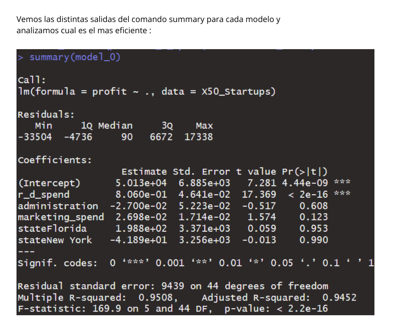 Vemos las distintas salidas del comando summary para cada modelo y
analizamos cual es el mas eficiente :
> summary(model_0)
Call:
lm(formula = profit ~ ., data = X50_Startups)
Residuals:
Min 1Q Median 3Q Max
-33504 -4736 90 6672 17338
Coefficients:
Estimate Std. Error t value Pr(>|t|)
(Intercept) 5.013e+04 6.885e+03 7.281 4.44e-09 ***
r_d_spend 8.060e-01 4.641e-02 17.369 < 2e-16 ***
administration -2.700e-02 5.223e-02 -0.517 0.608
marketing_spend 2.698e-02 1.714e-02 1.574 0.123
stateFlorida 1.988e+02 3.371e+03 0.059 0.953
stateNew York -4.189e+01 3.256e+03 -0.013 0.990
---
Signif. codes: 0 ‘***’ 0.001 ‘**’ 0.01 ‘*’ 0.05 ‘.’ 0.1 ‘ ’ 1
Residual standard error: 9439 on 44 degrees of freedom
Multiple R-squared: 0.9508, Adjusted R-squared: 0.9452
F-statistic: 169.9 on 5 and 44 DF, p-value: < 2.2e-16